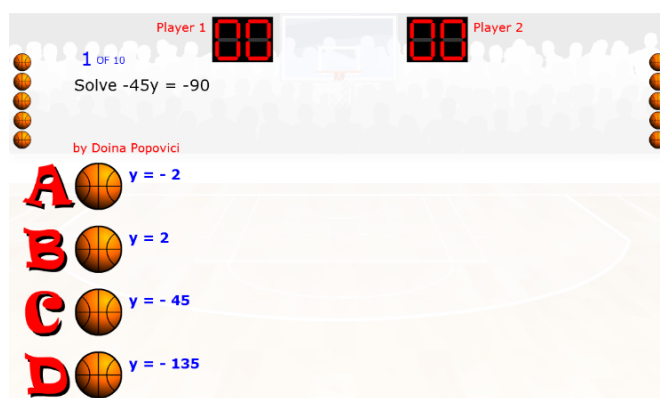 Player 1 00 00 Player 2
1 OF 10
Solve -45y = -90
by Doina Popovici
A y = - 2
B y = 2
C y = - 45
D y = - 135